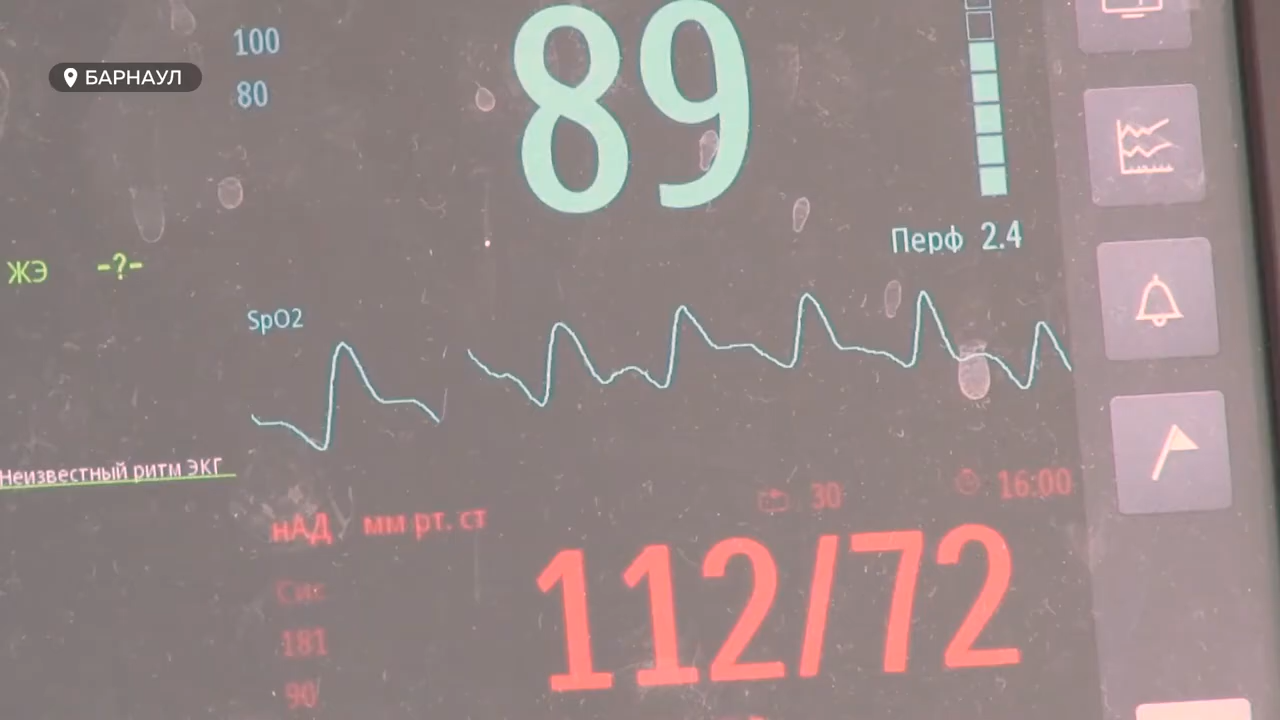 БАРНАУЛ
100
80
89
Перф 2.4
ЖЭ -?-
SpO2
Неизвестный ритм ЭКГ
30 16:00
нАД мм рт. ст
112/72
Сис
181
90